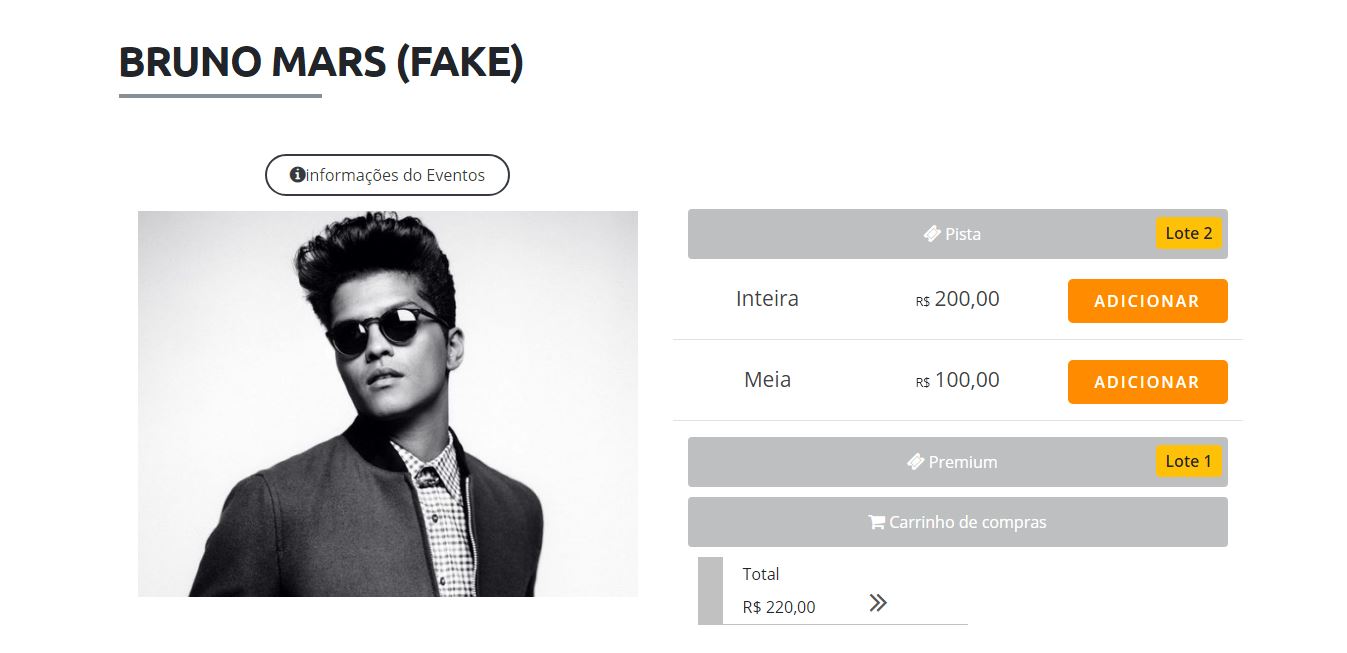 BRUNO MARS (FAKE)
informações do Eventos
Pista
Lote 2
Inteira
R$ 200,00
ADICIONAR
Meia
R$ 100,00
ADICIONAR
Premium
Lote 1
Carrinho de compras
Total
R$ 220,00